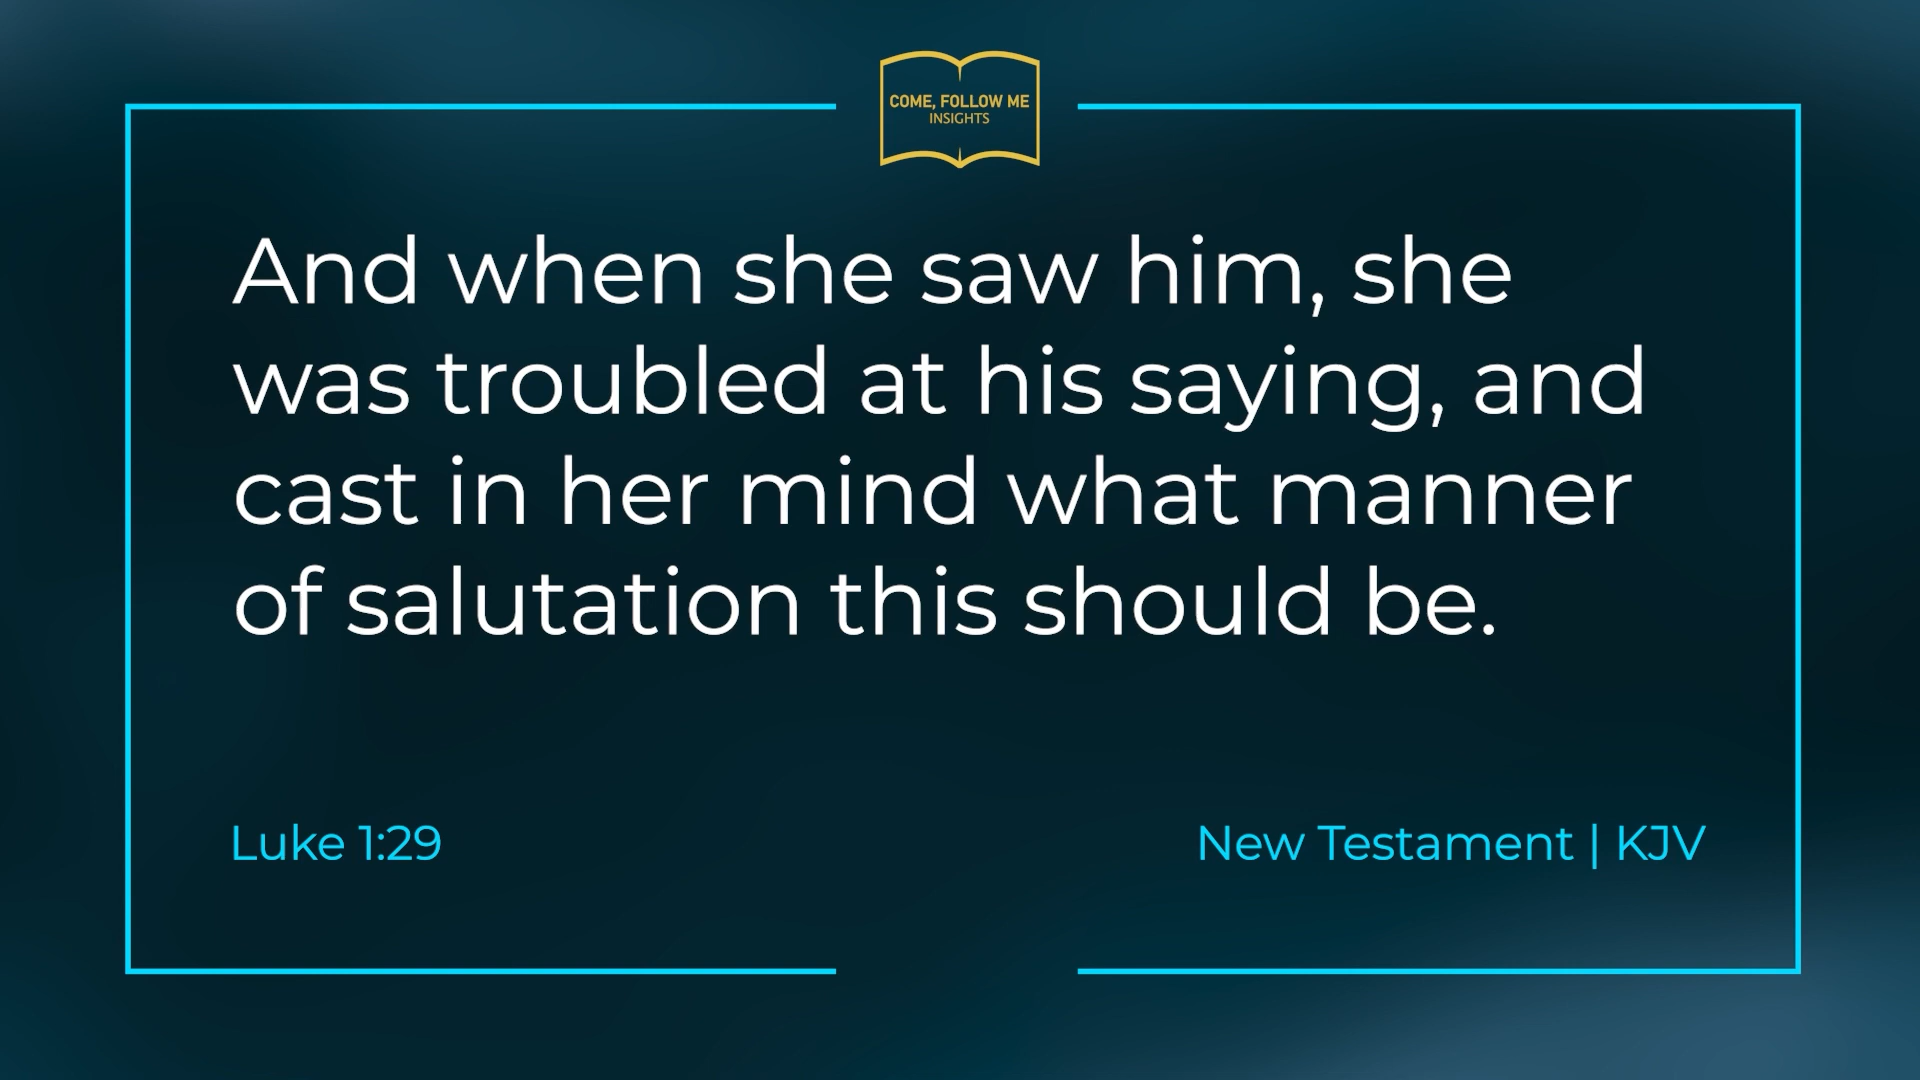 COME, FOLLOW ME
INSIGHTS
And when she saw him, she
was troubled at his saying, and
cast in her mind what manner
of salutation this should be.
Luke 1:29
New Testament | KJV